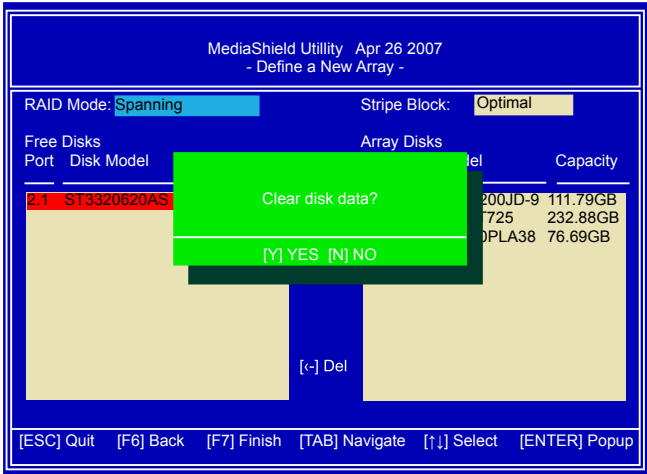 MediaShield Utillity Apr 26 2007
- Define a New Array -
RAID Mode: Spanning Stripe Block: Optimal
Free Disks Array Disks
Port Disk Model Capacity
2.1 ST3320620AS 200JD-9 111.79GB
T725 232.88GB
0PLA38 76.69GB
Clear disk data?
[Y] YES [N] NO
[‹-] Del
[ESC] Quit [F6] Back [F7] Finish [TAB] Navigate [↑↓] Select [ENTER] Popup